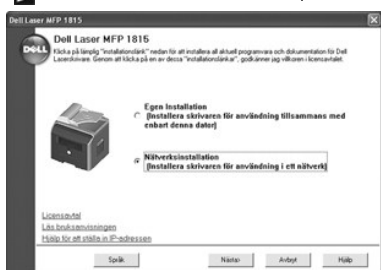 Dell Laser MFP 1815
Dell Laser MFP 1815
DELL
Klicka på lämplig "installationslänk" nedan för att installera all aktuell programvara och dokumentation för Dell
Laserskrivare. Genom att klicka på en av dessa "installationslänkar", godkänner jag villkoren i licensavtalet.
Egen Installation
(Installera skrivaren för användning tillsammans med
enbart denna dator)
Nätverksinstallation
(Installera skrivaren för användning i ett nätverk)
Licensavtal
Läs bruksanvisningen
Hjälp för att ställa in IP-adressen
Språk
Nästa>
Avbryt
Hjälp